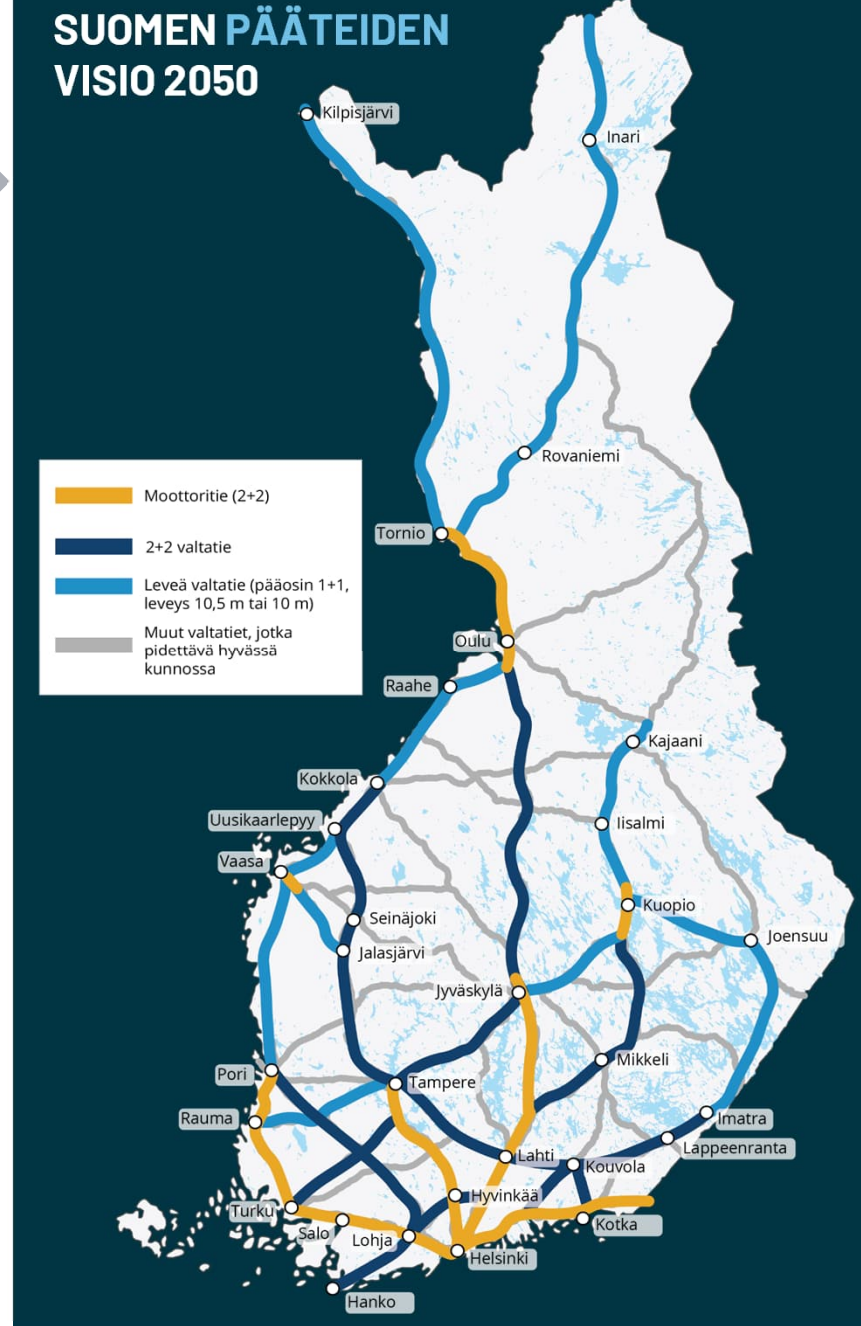 SUOMEN PÄÄTEIDEN
VISIO 2050
Kilpisjärvi
Inari
Rovaniemi
Moottoritie (2+2)
2+2 valtatie
Leveä valtatie (pääosin 1+1,
leveys 10,5 m tai 10 m)
Muut valtatiet, jotka
pidettävä hyvässä
kunnossa
Tornio
Oulu
Raahe
Kajaani
Kokkola
Uusikaarlepyy
Iisalmi
Vaasa
Kuopio
Seinäjoki
Joensuu
Jalasjärvi
Jyväskylä
Mikkeli
Pori
Tampere
Rauma
Imatra
Lappeenranta
Lahti
Kouvola
Hyvinkää
Turku
Kotka
Salo
Lohja
Helsinki
Hanko